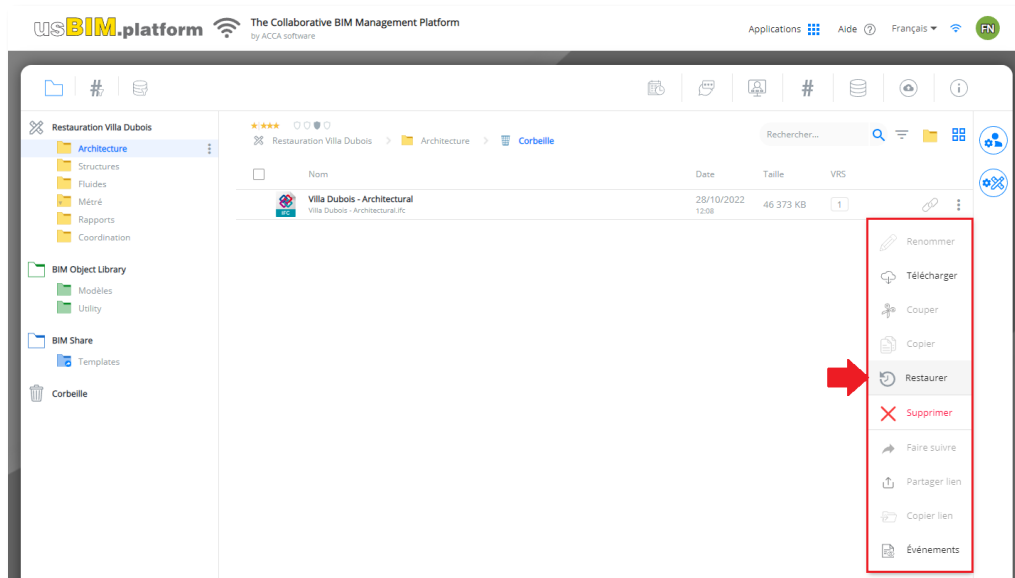 usBIM.platform
The Collaborative BIM Management Platform
by ACCA software
Applications
Aide
Français
FN
Restauration Villa Dubois
Architecture
Structures
Fluides
Métré
Rapports
Coordination
BIM Object Library
Modèles
Utility
BIM Share
Templates
Corbeille
Restauration Villa Dubois > Architecture > Corbeille
Rechercher...
Nom Date Taille VRS
Villa Dubois - Architectural
Villa Dubois - Architectural.ifc
IFC
28/10/2022
12:08
46 373 KB
1
Renommer
Télécharger
Couper
Copier
Restaurer
Supprimer
Faire suivre
Partager lien
Copier lien
Événements